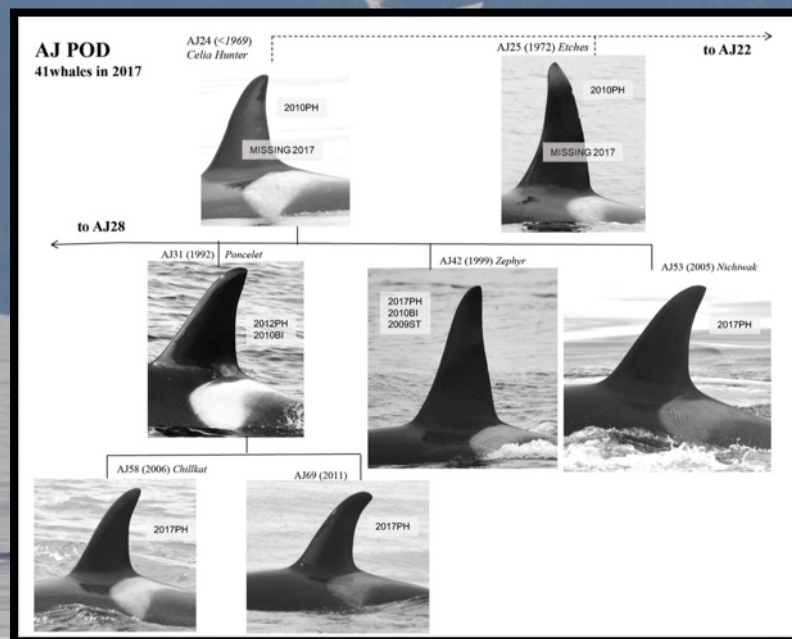 AJ POD
41whales in 2017
AJ24 (<1969)
Celia Hunter
AJ25 (1972) Etches
to AJ22
2010PH
MISSING 2017
2010PH
MISSING 2017
to AJ28
AJ31 (1992) Poncelet
AJ42 (1999) Zephyr
AJ53 (2005) Nichiwak
2012PH
2010BI
2017PH
2010BI
2009ST
2017PH
AJ58 (2006) Chillkat
AJ69 (2011)
2017PH
2017PH